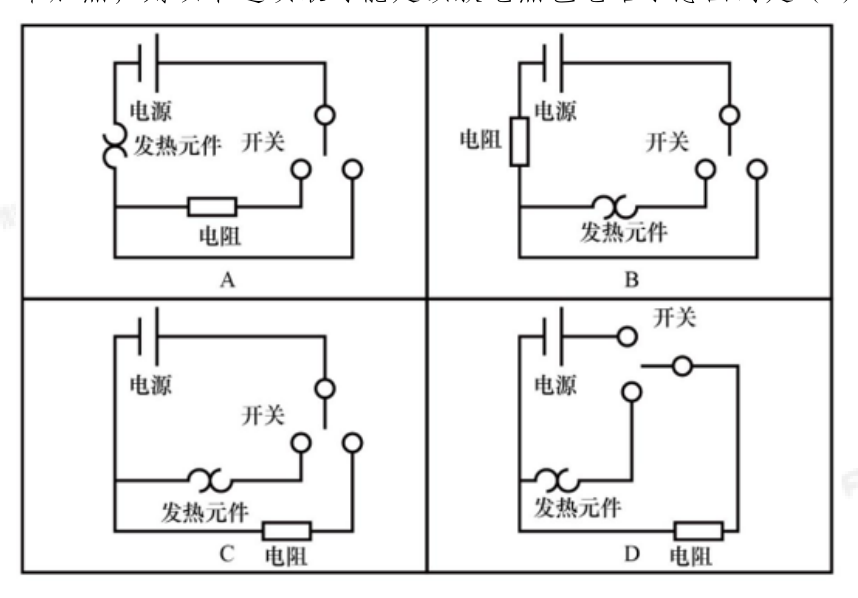 电源
发热元件 开关
电阻
A
电源
电阻 开关
发热元件
B
电源
开关
发热元件
C 电阻
开关
电源
发热元件
D 电阻